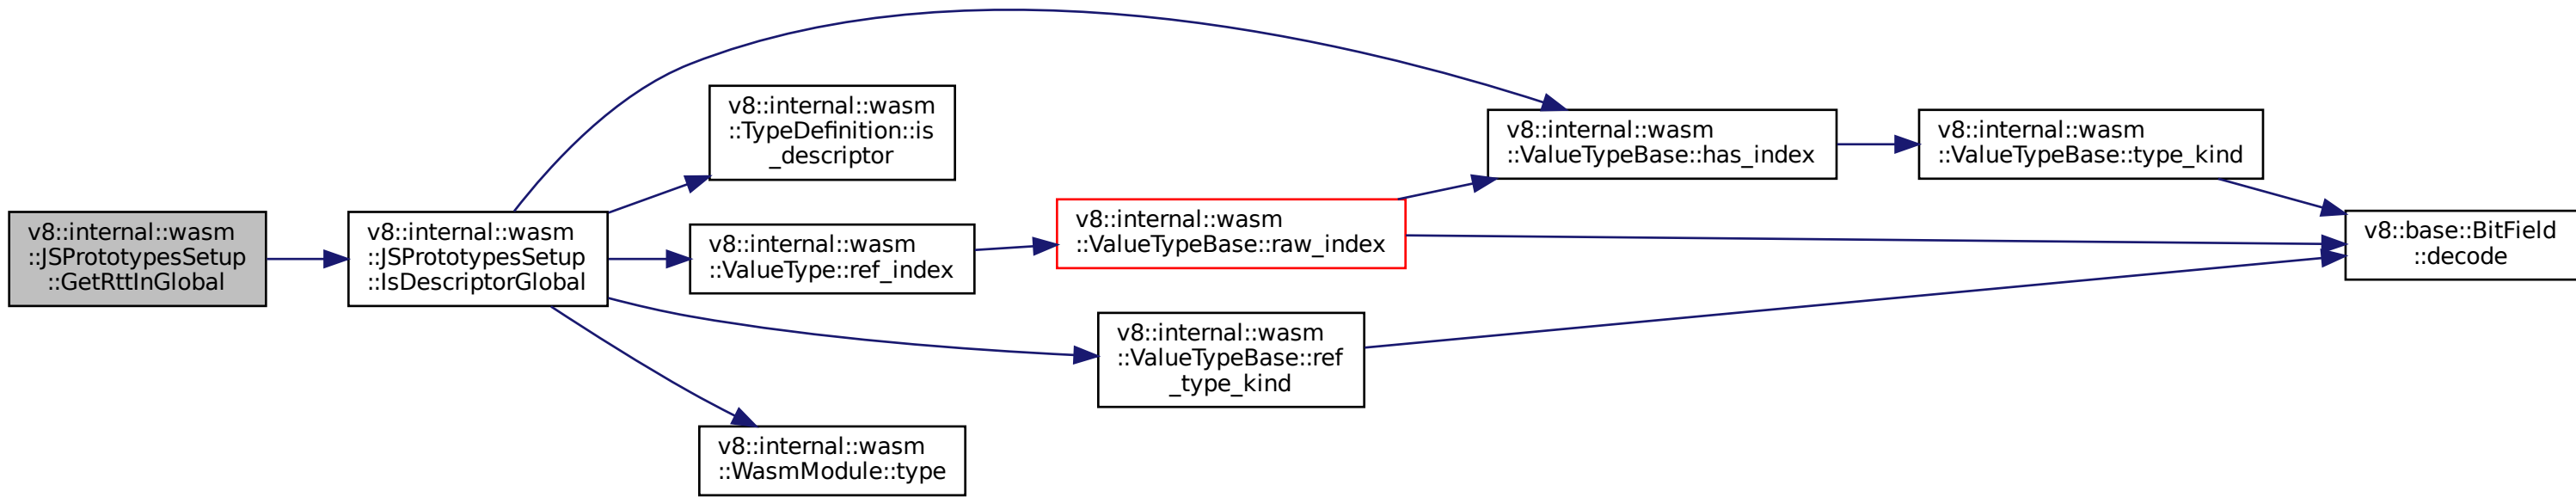 v8::internal::wasm
::JSPrototypesSetup
::GetRttInGlobal
v8::internal::wasm
::JSPrototypesSetup
::IsDescriptorGlobal
v8::internal::wasm
::TypeDefinition::is
_descriptor
v8::internal::wasm
::ValueType::ref_index
v8::internal::wasm
::WasmModule::type
v8::internal::wasm
::ValueTypeBase::raw_index
v8::internal::wasm
::ValueTypeBase::ref
_type_kind
v8::internal::wasm
::ValueTypeBase::has_index
v8::internal::wasm
::ValueTypeBase::type_kind
v8::base::BitField
::decode